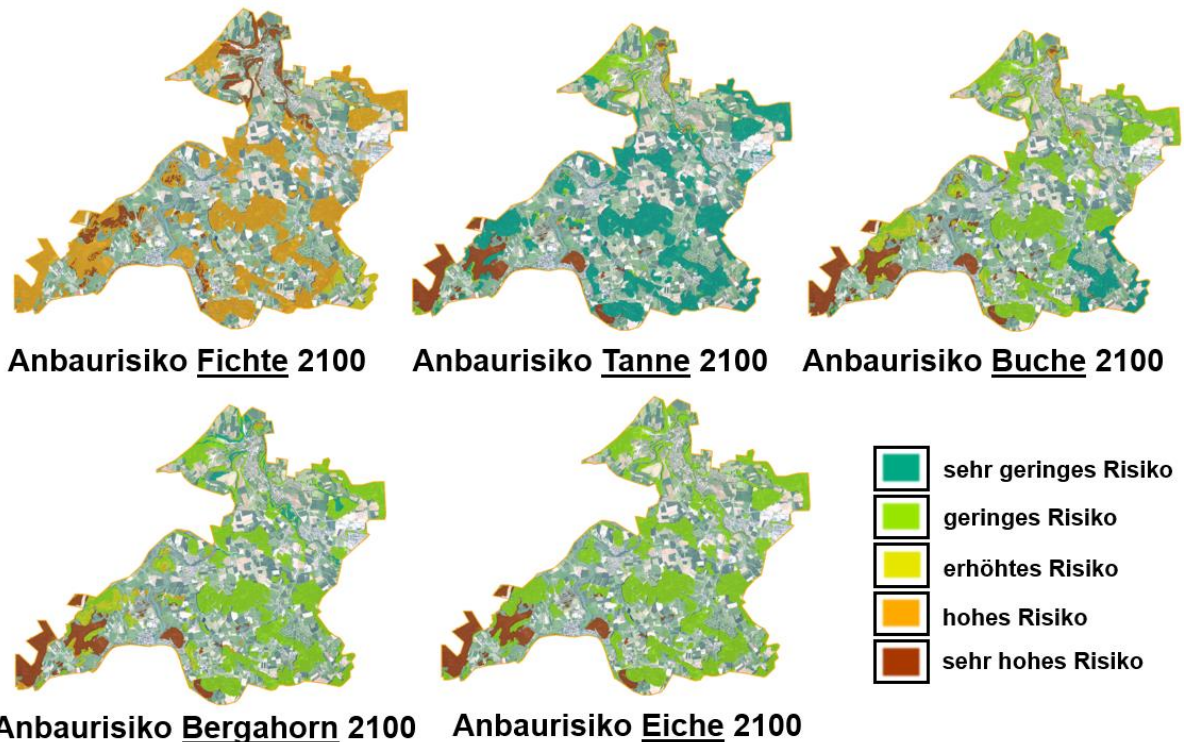 Anbaurisiko Fichte 2100
Anbaurisiko Tanne 2100
Anbaurisiko Buche 2100
Anbaurisiko Bergahorn 2100
Anbaurisiko Eiche 2100
sehr geringes Risiko
geringes Risiko
erhöhtes Risiko
hohes Risiko
sehr hohes Risiko